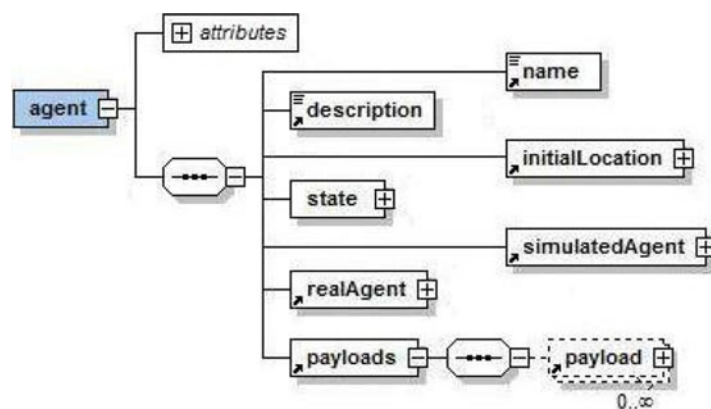 attributes
name
agent
description
initialLocation
state
simulatedAgent
realAgent
payloads
payload
0..∞